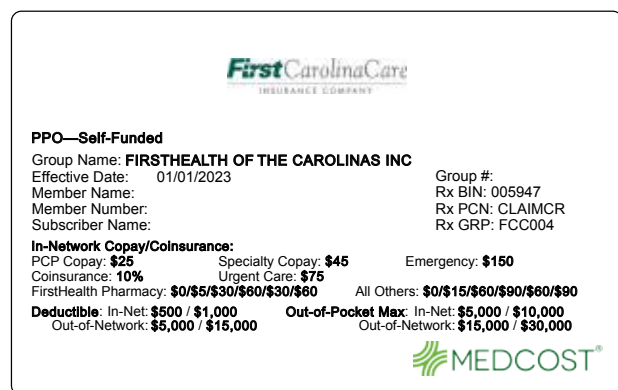 FirstCarolinaCare
INSURANCE COMPANY
PPO—Self-Funded
Group Name: FIRSTHEALTH OF THE CAROLINAS INC
Effective Date: 01/01/2023 Group #:
Member Name: Rx BIN: 005947
Member Number: Rx PCN: CLAIMCR
Subscriber Name: Rx GRP: FCC004
In-Network Copay/Coinsurance:
PCP Copay: $25 Specialty Copay: $45 Emergency: $150
Coinsurance: 10% Urgent Care: $75
FirstHealth Pharmacy: $0/$5/$30/$60/$30/$60 All Others: $0/$15/$60/$90/$60/$90
Deductible: In-Net: $500 / $1,000 Out-of-Pocket Max: In-Net: $5,000 / $10,000
Out-of-Network: $5,000 / $15,000 Out-of-Network: $15,000 / $30,000
MEDCOST®